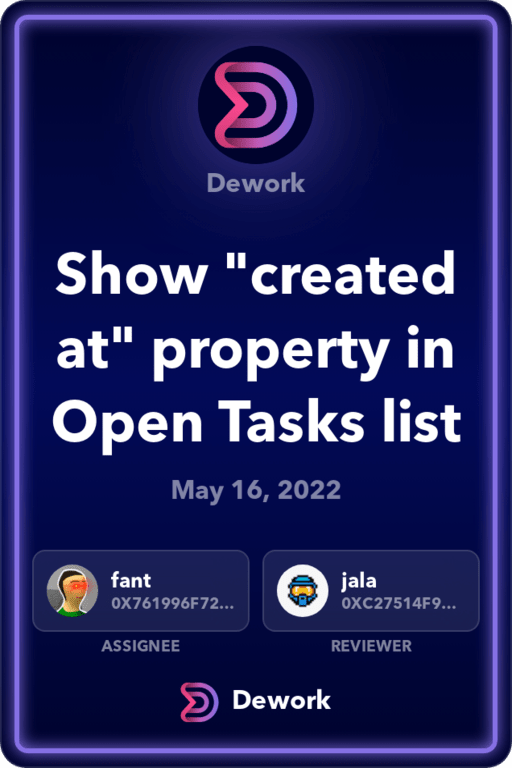 Dework
Show "created
at" property in
Open Tasks list
May 16, 2022
fant
0X761996F72...
ASSIGNEE
jala
0XC27514F9...
REVIEWER
Dework